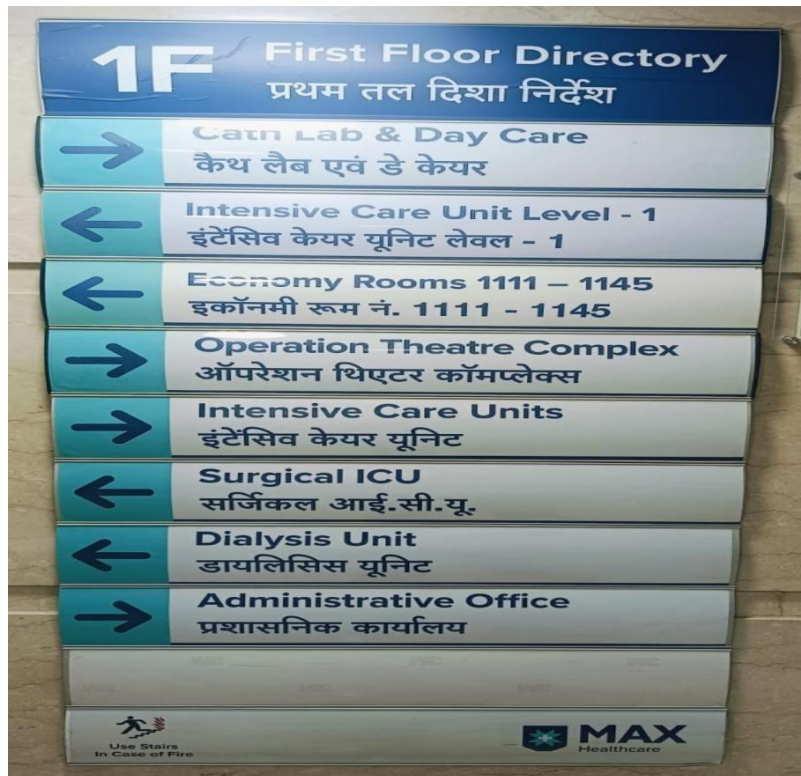 1F First Floor Directory
प्रथम तल दिशा निर्देश
Cath Lab & Day Care
कैथ लैब एवं डे केयर
Intensive Care Unit Level - 1
इंटेंसिव केयर यूनिट लेवल - 1
Economy Rooms 1111 – 1145
इकॉनमी रूम नं. 1111 - 1145
Operation Theatre Complex
ऑपरेशन थिएटर कॉमप्लेक्स
Intensive Care Units
इंटेंसिव केयर यूनिट
Surgical ICU
सर्जिकल आई.सी.यू.
Dialysis Unit
डायलिसिस यूनिट
Administrative Office
प्रशासनिक कार्यालय
Use Stairs
In Case of Fire
MAX
Healthcare